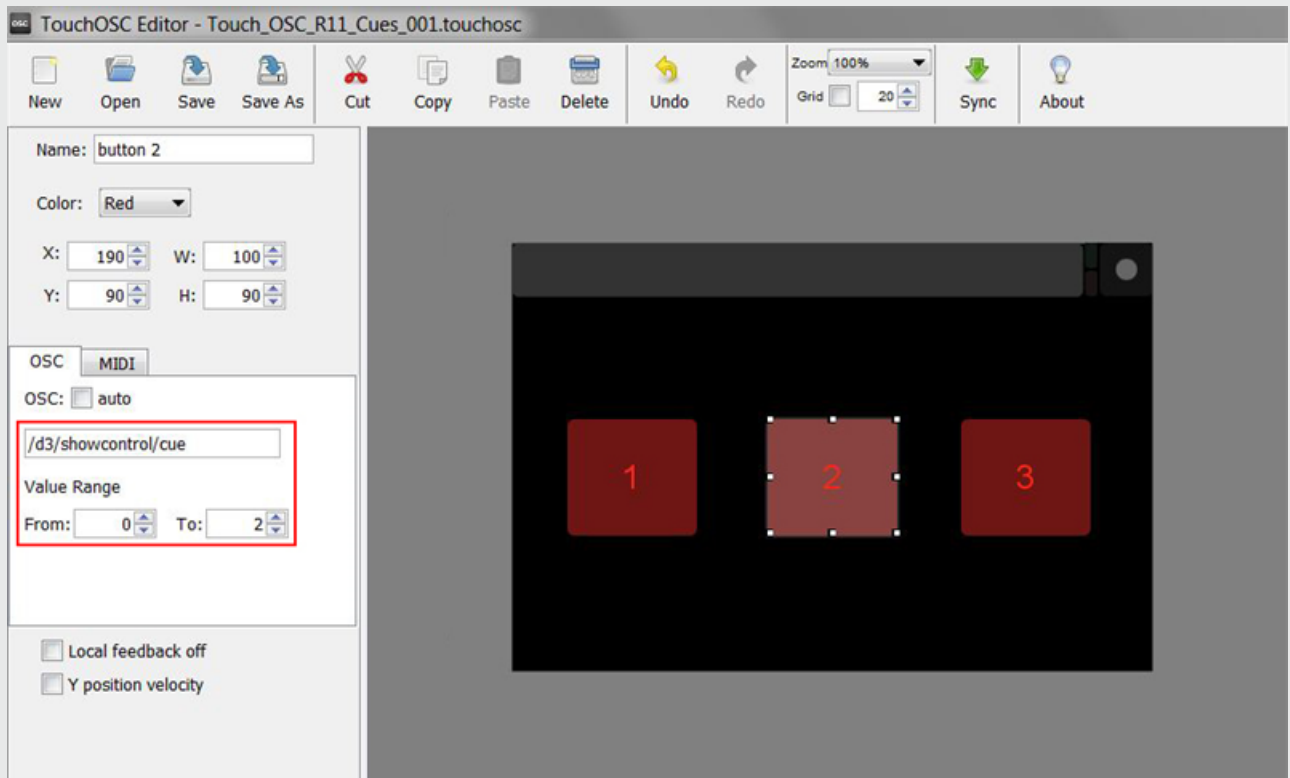 OSC TouchOSC Editor - Touch_OSC_R11_Cues_001.touchosc
New Open Save Save As Cut Copy Paste Delete Undo Redo Zoom 100% Grid 20 Sync About
Name: button 2
Color: Red
X: 190 W: 100
Y: 90 H: 90
OSC MIDI
OSC: auto
/d3/showcontrol/cue
Value Range
From: 0 To: 2
Local feedback off
Y position velocity
1 2 3